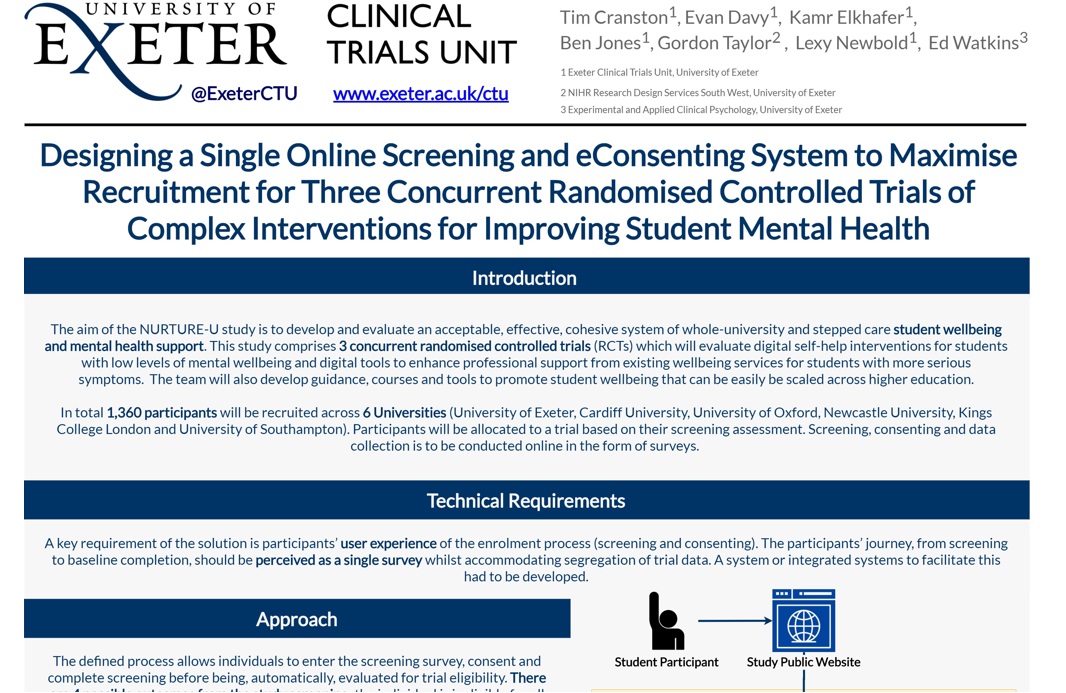 UNIVERSITY OF
EXETER
@ExeterCTU
CLINICAL
TRIALS UNIT
www.exeter.ac.uk/ctu
Tim Cranston1, Evan Davy1, Kamr Elkhafer1,
Ben Jones1, Gordon Taylor2 , Lexy Newbold1, Ed Watkins3
1 Exeter Clinical Trials Unit, University of Exeter
2 NIHR Research Design Services South West, University of Exeter
3 Experimental and Applied Clinical Psychology, University of Exeter
Designing a Single Online Screening and eConsenting System to Maximise
Recruitment for Three Concurrent Randomised Controlled Trials of
Complex Interventions for Improving Student Mental Health
Introduction
The aim of the NURTURE-U study is to develop and evaluate an acceptable, effective, cohesive system of whole-university and stepped care student wellbeing
and mental health support. This study comprises 3 concurrent randomised controlled trials (RCTs) which will evaluate digital self-help interventions for students
with low levels of mental wellbeing and digital tools to enhance professional support from existing wellbeing services for students with more serious
symptoms. The team will also develop guidance, courses and tools to promote student wellbeing that can be easily be scaled across higher education.
In total 1,360 participants will be recruited across 6 Universities (University of Exeter, Cardiff University, University of Oxford, Newcastle University, Kings
College London and University of Southampton). Participants will be allocated to a trial based on their screening assessment. Screening, consenting and data
collection is to be conducted online in the form of surveys.
Technical Requirements
A key requirement of the solution is participants’ user experience of the enrolment process (screening and consenting). The participants’ journey, from screening
to baseline completion, should be perceived as a single survey whilst accommodating segregation of trial data. A system or integrated systems to facilitate this
had to be developed.
Approach
The defined process allows individuals to enter the screening survey, consent and
complete screening before being, automatically, evaluated for trial eligibility. There
Student Participant
Study Public Website